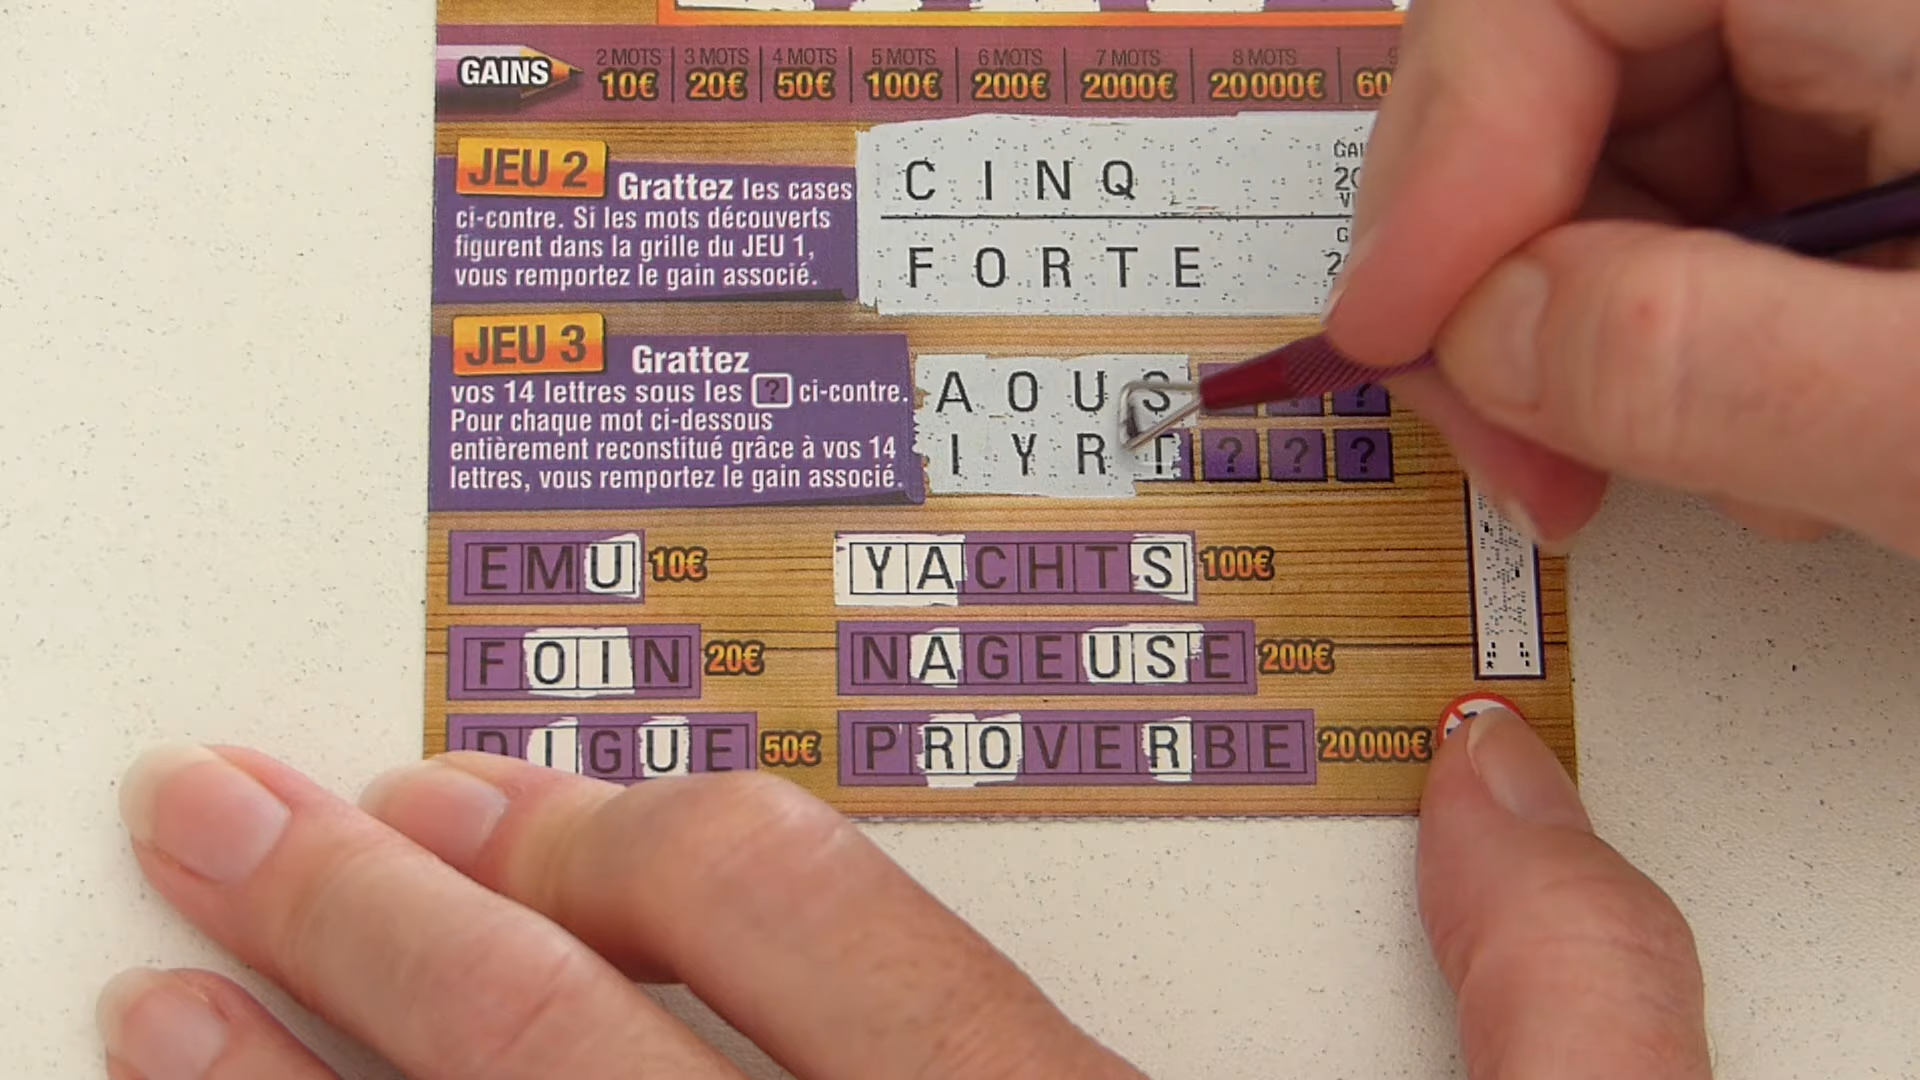 GAINS
2 MOTS 3 MOTS 4 MOTS 5 MOTS 6 MOTS 7 MOTS 8 MOTS
10€ 20€ 50€ 100€ 200€ 2000€ 20000€ 60
JEU 2
Grattez les cases
ci-contre. Si les mots découverts
figurent dans la grille du JEU 1,
vous remportez le gain associé.
C I N Q
F O R T E
JEU 3
Grattez
vos 14 lettres sous les ? ci-contre.
Pour chaque mot ci-dessous
entièrement reconstitué grâce à vos 14
lettres, vous remportez le gain associé.
A O U S ? ?
I Y R T ? ? ?
EMU 10€
YACHTS 100€
FOIN 20€
NAGEUSE 200€
DIGUE 50€
PROVERBE 20000€